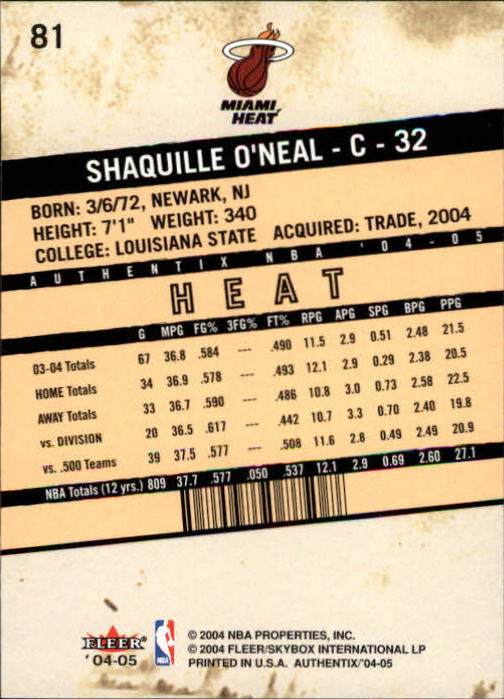 81
MIAMI
HEAT
SHAQUILLE O'NEAL - C - 32
BORN: 3/6/72, NEWARK, NJ
HEIGHT: 7'1" WEIGHT: 340
COLLEGE: LOUISIANA STATE ACQUIRED: TRADE, 2004
AUTHENTIX NBA '04-05
HEAT
G MPG FG% 3FG% FT% RPG APG SPG BPG PPG
03-04 Totals 67 36.8 .584 --- .490 11.5 2.9 0.51 2.48 21.5
HOME Totals 34 36.9 .578 --- .493 12.1 2.9 0.29 2.38 20.5
AWAY Totals 33 36.7 .590 --- .486 10.8 3.0 0.73 2.58 22.5
vs. DIVISION 20 36.5 .617 --- .442 10.7 3.3 0.70 2.40 19.8
vs. .500 Teams 39 37.5 .577 --- .508 11.6 2.8 0.49 2.49 20.9
NBA Totals (12 yrs.) 809 37.7 .577 .050 .537 12.1 2.9 0.69 2.60 27.1
FLEER
'04-05
NBA
© 2004 NBA PROPERTIES, INC.
© 2004 FLEER/SKYBOX INTERNATIONAL LP
PRINTED IN U.S.A. AUTHENTIX/'04-05